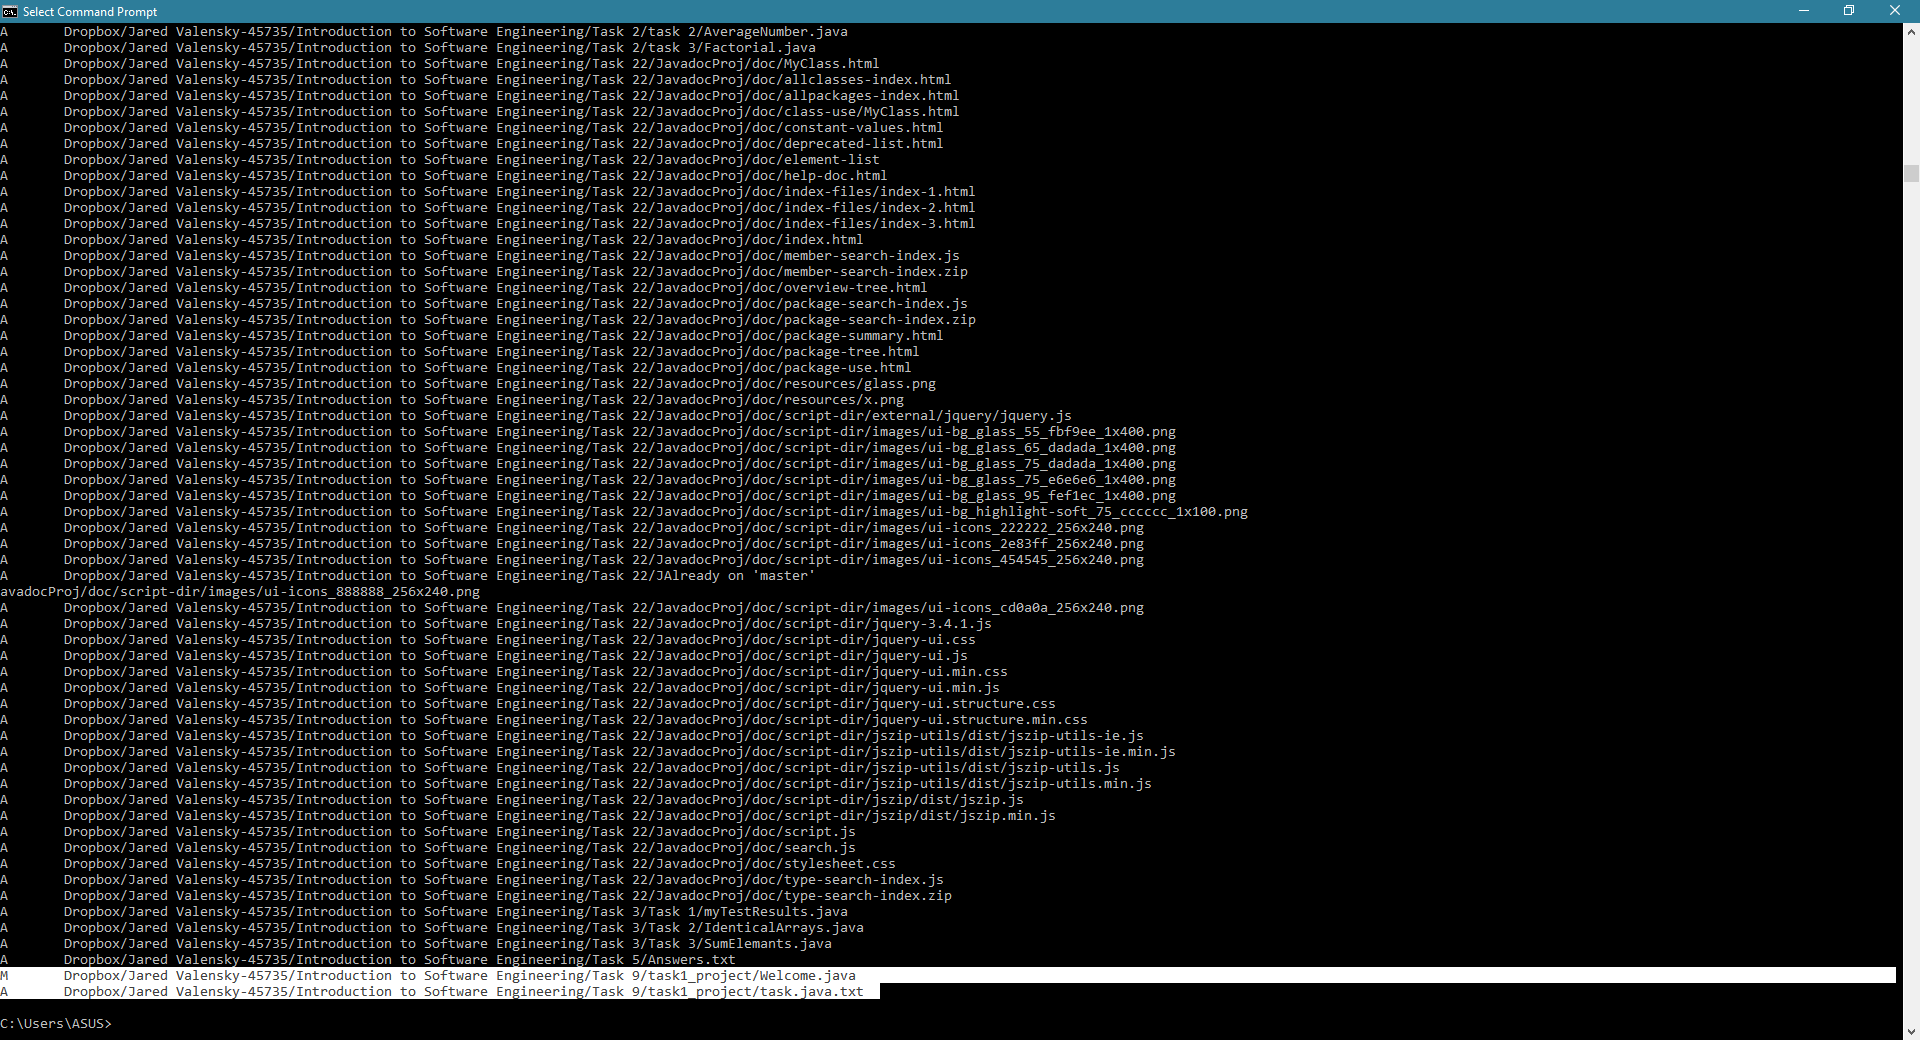 Select Command Prompt
A       Dropbox/Jared Valensky-45735/Introduction to Software Engineering/Task 2/task 2/AverageNumber.java
A       Dropbox/Jared Valensky-45735/Introduction to Software Engineering/Task 2/task 3/Factorial.java
A       Dropbox/Jared Valensky-45735/Introduction to Software Engineering/Task 22/JavadocProj/doc/MyClass.html
A       Dropbox/Jared Valensky-45735/Introduction to Software Engineering/Task 22/JavadocProj/doc/allclasses-index.html
A       Dropbox/Jared Valensky-45735/Introduction to Software Engineering/Task 22/JavadocProj/doc/allpackages-index.html
A       Dropbox/Jared Valensky-45735/Introduction to Software Engineering/Task 22/JavadocProj/doc/class-use/MyClass.html
A       Dropbox/Jared Valensky-45735/Introduction to Software Engineering/Task 22/JavadocProj/doc/constant-values.html
A       Dropbox/Jared Valensky-45735/Introduction to Software Engineering/Task 22/JavadocProj/doc/deprecated-list.html
A       Dropbox/Jared Valensky-45735/Introduction to Software Engineering/Task 22/JavadocProj/doc/element-list
A       Dropbox/Jared Valensky-45735/Introduction to Software Engineering/Task 22/JavadocProj/doc/help-doc.html
A       Dropbox/Jared Valensky-45735/Introduction to Software Engineering/Task 22/JavadocProj/doc/index-files/index-1.html
A       Dropbox/Jared Valensky-45735/Introduction to Software Engineering/Task 22/JavadocProj/doc/index-files/index-2.html
A       Dropbox/Jared Valensky-45735/Introduction to Software Engineering/Task 22/JavadocProj/doc/index-files/index-3.html
A       Dropbox/Jared Valensky-45735/Introduction to Software Engineering/Task 22/JavadocProj/doc/index.html
A       Dropbox/Jared Valensky-45735/Introduction to Software Engineering/Task 22/JavadocProj/doc/member-search-index.js
A       Dropbox/Jared Valensky-45735/Introduction to Software Engineering/Task 22/JavadocProj/doc/member-search-index.zip
A       Dropbox/Jared Valensky-45735/Introduction to Software Engineering/Task 22/JavadocProj/doc/overview-tree.html
A       Dropbox/Jared Valensky-45735/Introduction to Software Engineering/Task 22/JavadocProj/doc/package-search-index.js
A       Dropbox/Jared Valensky-45735/Introduction to Software Engineering/Task 22/JavadocProj/doc/package-search-index.zip
A       Dropbox/Jared Valensky-45735/Introduction to Software Engineering/Task 22/JavadocProj/doc/package-summary.html
A       Dropbox/Jared Valensky-45735/Introduction to Software Engineering/Task 22/JavadocProj/doc/package-tree.html
A       Dropbox/Jared Valensky-45735/Introduction to Software Engineering/Task 22/JavadocProj/doc/package-use.html
A       Dropbox/Jared Valensky-45735/Introduction to Software Engineering/Task 22/JavadocProj/doc/resources/glass.png
A       Dropbox/Jared Valensky-45735/Introduction to Software Engineering/Task 22/JavadocProj/doc/resources/x.png
A       Dropbox/Jared Valensky-45735/Introduction to Software Engineering/Task 22/JavadocProj/doc/script-dir/external/jquery/jquery.js
A       Dropbox/Jared Valensky-45735/Introduction to Software Engineering/Task 22/JavadocProj/doc/script-dir/images/ui-bg_glass_55_fbf9ee_1x400.png
A       Dropbox/Jared Valensky-45735/Introduction to Software Engineering/Task 22/JavadocProj/doc/script-dir/images/ui-bg_glass_65_dadada_1x400.png
A       Dropbox/Jared Valensky-45735/Introduction to Software Engineering/Task 22/JavadocProj/doc/script-dir/images/ui-bg_glass_75_dadada_1x400.png
A       Dropbox/Jared Valensky-45735/Introduction to Software Engineering/Task 22/JavadocProj/doc/script-dir/images/ui-bg_glass_75_e6e6e6_1x400.png
A       Dropbox/Jared Valensky-45735/Introduction to Software Engineering/Task 22/JavadocProj/doc/script-dir/images/ui-bg_glass_95_fef1ec_1x400.png
A       Dropbox/Jared Valensky-45735/Introduction to Software Engineering/Task 22/JavadocProj/doc/script-dir/images/ui-bg_highlight-soft_75_cccccc_1x100.png
A       Dropbox/Jared Valensky-45735/Introduction to Software Engineering/Task 22/JavadocProj/doc/script-dir/images/ui-icons_222222_256x240.png
A       Dropbox/Jared Valensky-45735/Introduction to Software Engineering/Task 22/JavadocProj/doc/script-dir/images/ui-icons_2e83ff_256x240.png
A       Dropbox/Jared Valensky-45735/Introduction to Software Engineering/Task 22/JavadocProj/doc/script-dir/images/ui-icons_454545_256x240.png
A       Dropbox/Jared Valensky-45735/Introduction to Software Engineering/Task 22/JAlready on 'master'
avadocProj/doc/script-dir/images/ui-icons_888888_256x240.png
A       Dropbox/Jared Valensky-45735/Introduction to Software Engineering/Task 22/JavadocProj/doc/script-dir/images/ui-icons_cd0a0a_256x240.png
A       Dropbox/Jared Valensky-45735/Introduction to Software Engineering/Task 22/JavadocProj/doc/script-dir/jquery-3.4.1.js
A       Dropbox/Jared Valensky-45735/Introduction to Software Engineering/Task 22/JavadocProj/doc/script-dir/jquery-ui.css
A       Dropbox/Jared Valensky-45735/Introduction to Software Engineering/Task 22/JavadocProj/doc/script-dir/jquery-ui.js
A       Dropbox/Jared Valensky-45735/Introduction to Software Engineering/Task 22/JavadocProj/doc/script-dir/jquery-ui.min.css
A       Dropbox/Jared Valensky-45735/Introduction to Software Engineering/Task 22/JavadocProj/doc/script-dir/jquery-ui.min.js
A       Dropbox/Jared Valensky-45735/Introduction to Software Engineering/Task 22/JavadocProj/doc/script-dir/jquery-ui.structure.css
A       Dropbox/Jared Valensky-45735/Introduction to Software Engineering/Task 22/JavadocProj/doc/script-dir/jquery-ui.structure.min.css
A       Dropbox/Jared Valensky-45735/Introduction to Software Engineering/Task 22/JavadocProj/doc/script-dir/jszip-utils/dist/jszip-utils-ie.js
A       Dropbox/Jared Valensky-45735/Introduction to Software Engineering/Task 22/JavadocProj/doc/script-dir/jszip-utils/dist/jszip-utils-ie.min.js
A       Dropbox/Jared Valensky-45735/Introduction to Software Engineering/Task 22/JavadocProj/doc/script-dir/jszip-utils/dist/jszip-utils.js
A       Dropbox/Jared Valensky-45735/Introduction to Software Engineering/Task 22/JavadocProj/doc/script-dir/jszip-utils/dist/jszip-utils.min.js
A       Dropbox/Jared Valensky-45735/Introduction to Software Engineering/Task 22/JavadocProj/doc/script-dir/jszip/dist/jszip.js
A       Dropbox/Jared Valensky-45735/Introduction to Software Engineering/Task 22/JavadocProj/doc/script-dir/jszip/dist/jszip.min.js
A       Dropbox/Jared Valensky-45735/Introduction to Software Engineering/Task 22/JavadocProj/doc/script.js
A       Dropbox/Jared Valensky-45735/Introduction to Software Engineering/Task 22/JavadocProj/doc/search.js
A       Dropbox/Jared Valensky-45735/Introduction to Software Engineering/Task 22/JavadocProj/doc/stylesheet.css
A       Dropbox/Jared Valensky-45735/Introduction to Software Engineering/Task 22/JavadocProj/doc/type-search-index.js
A       Dropbox/Jared Valensky-45735/Introduction to Software Engineering/Task 22/JavadocProj/doc/type-search-index.zip
A       Dropbox/Jared Valensky-45735/Introduction to Software Engineering/Task 3/Task 1/myTestResults.java
A       Dropbox/Jared Valensky-45735/Introduction to Software Engineering/Task 3/Task 2/IdenticalArrays.java
A       Dropbox/Jared Valensky-45735/Introduction to Software Engineering/Task 3/Task 3/SumElemants.java
A       Dropbox/Jared Valensky-45735/Introduction to Software Engineering/Task 5/Answers.txt
M       Dropbox/Jared Valensky-45735/Introduction to Software Engineering/Task 9/task1_project/Welcome.java
A       Dropbox/Jared Valensky-45735/Introduction to Software Engineering/Task 9/task1_project/task.java.txt
C:\Users\ASUS>